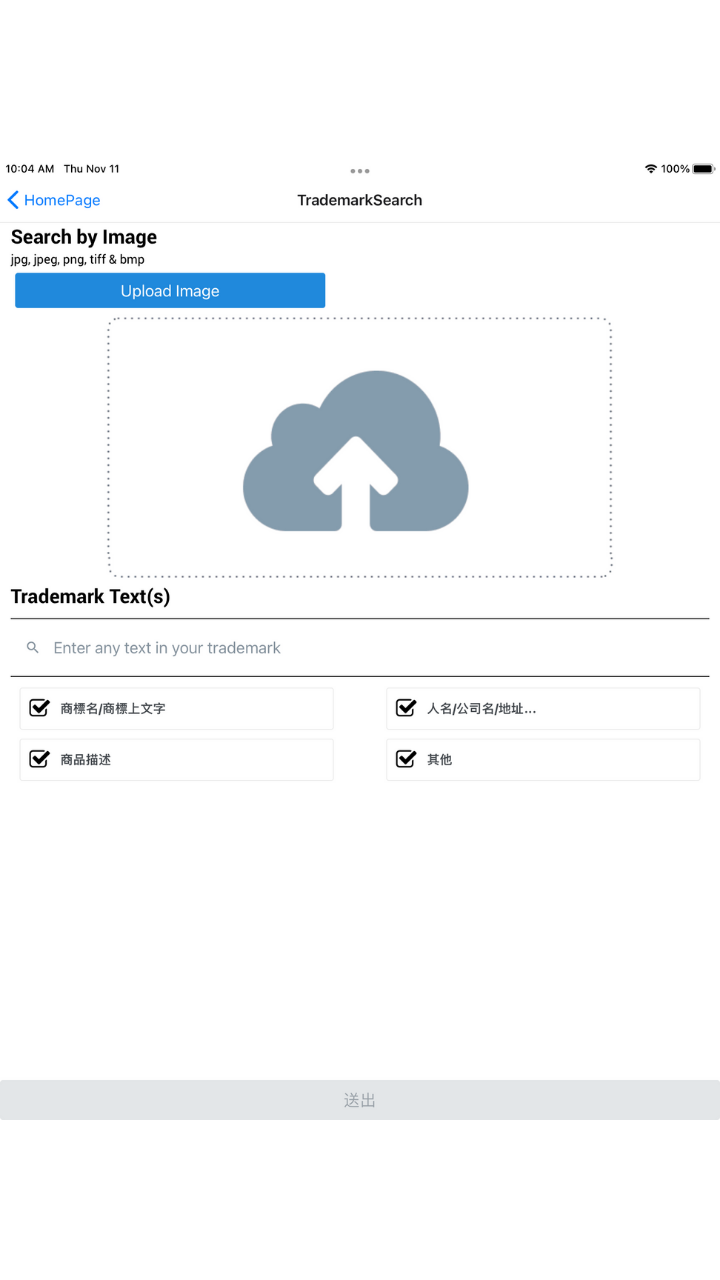 10:04 AM Thu Nov 11
100%
HomePage
TrademarkSearch
Search by Image
jpg, jpeg, png, tiff & bmp
Upload Image
Trademark Text(s)
Enter any text in your trademark
商標名/商標上文字
人名/公司名/地址...
商品描述
其他
送出